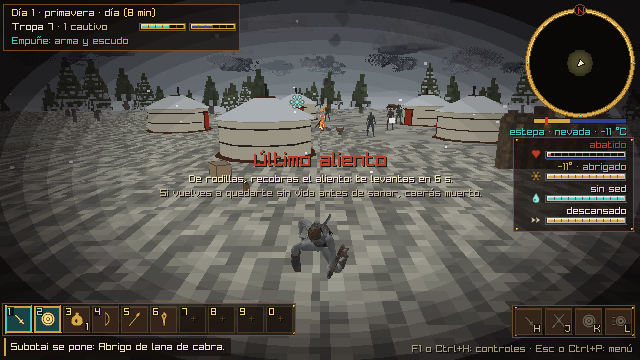 Día 1 · primavera · día (8 min)
Tropa 7 · 1 cautivo
Empuñe: arma y escudo
N
estepa · nevada · -11 °C
abatido
-11° · abrigado
sin sed
descansado
Último aliento
De rodillas, recobras el aliento: te levantas en 6 s.
Si vuelves a quedarte sin vida antes de sanar, caerás muerto.
1 2 3 1 4 5 6 7 8 9 0
H J K L
Subotai se pone: Abrigo de lana de cabra.
F1 o Ctrl+H: controles · Esc o Ctrl+P: menú